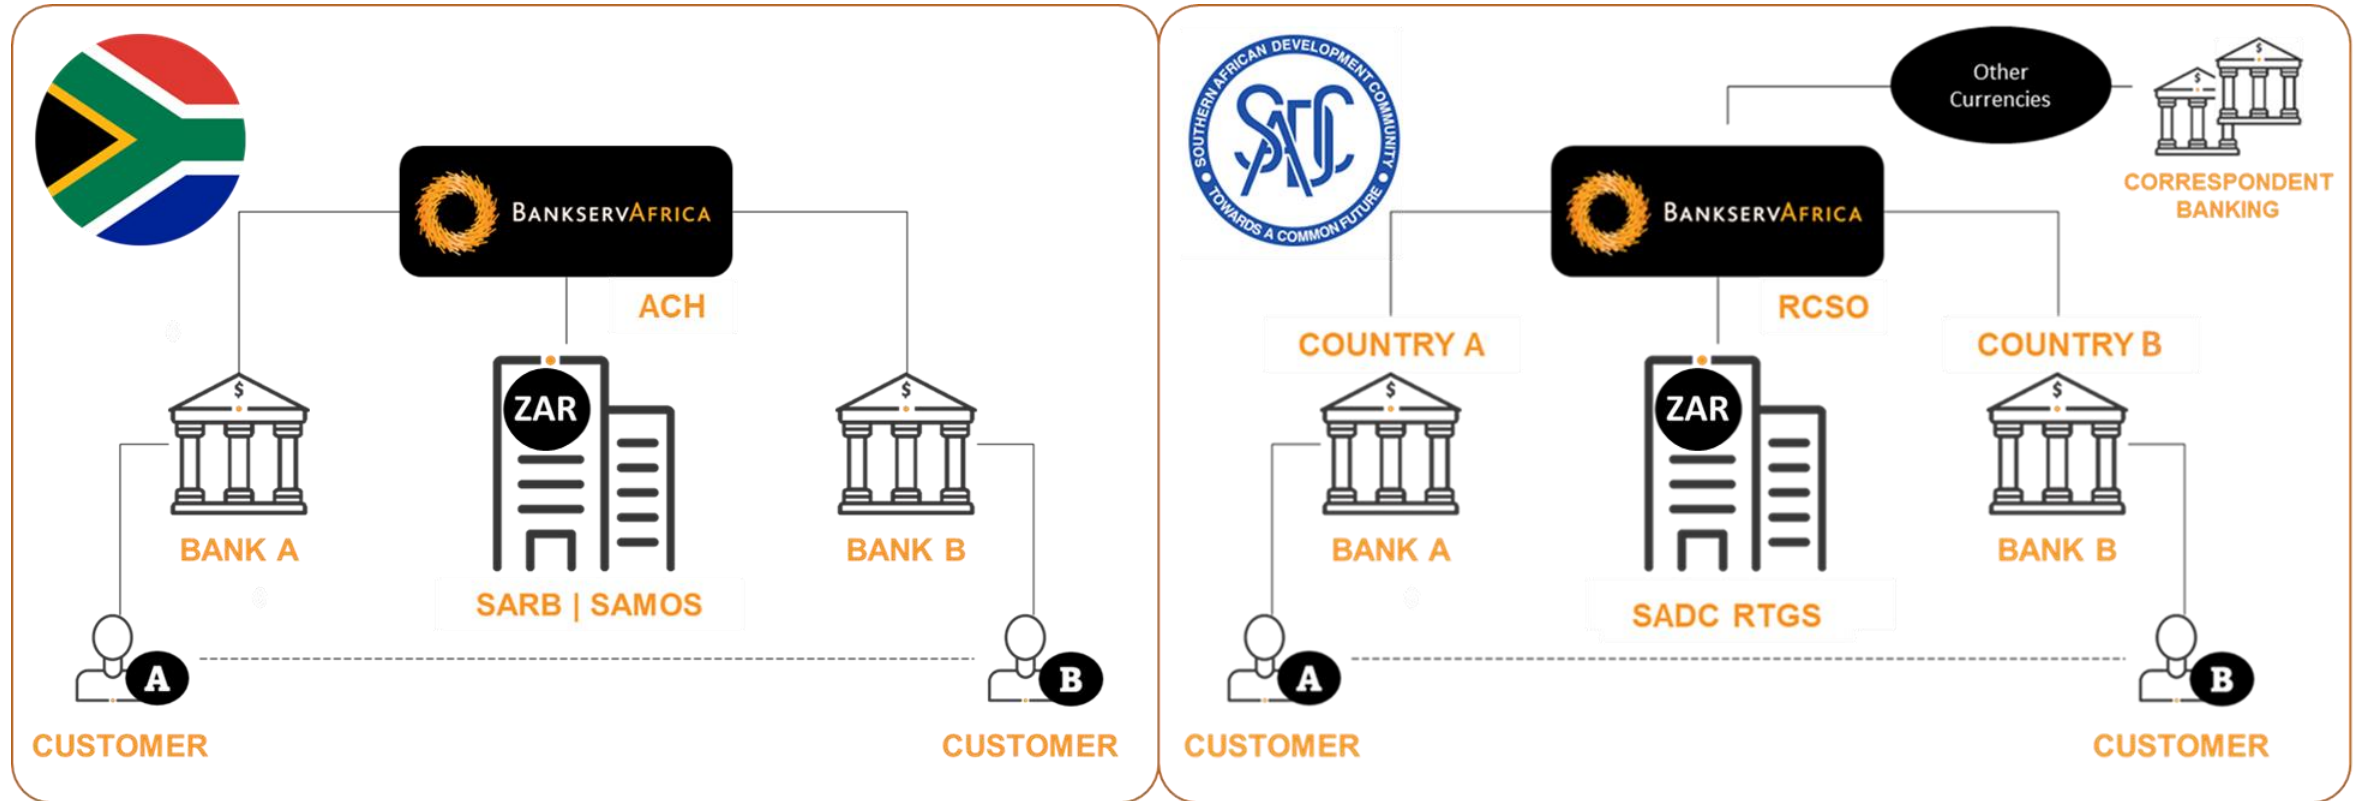 BANKSERVAFRICA
ACH
$
$
ZAR
BANK A
BANK B
SARB | SAMOS
A
B
CUSTOMER
CUSTOMER
SOUTHERN AFRICAN DEVELOPMENT COMMUNITY
SADC
TOWARDS A COMMON FUTURE
Other
Currencies
$
$
CORRESPONDENT
BANKING
BANKSERVAFRICA
RCSO
COUNTRY A
COUNTRY B
$
$
ZAR
BANK A
BANK B
SADC RTGS
A
B
CUSTOMER
CUSTOMER